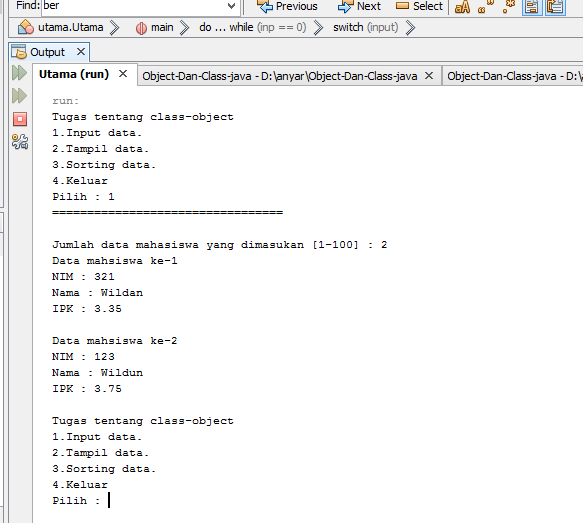 Find: ber
Previous
Next
Select
utama.Utama
main
do ... while (inp == 0)
switch (input)
Output
Utama (run)
Object-Dan-Class-java - D:\anyar\Object-Dan-Class-java
Object-Dan-Class-java - D:\
run:
Tugas tentang class-object
1.Input data.
2.Tampil data.
3.Sorting data.
4.Keluar
Pilih : 1
=================================
Jumlah data mahasiswa yang dimasukan [1-100] : 2
Data mahsiswa ke-1
NIM : 321
Nama : Wildan
IPK : 3.35
Data mahsiswa ke-2
NIM : 123
Nama : Wildun
IPK : 3.75
Tugas tentang class-object
1.Input data.
2.Tampil data.
3.Sorting data.
4.Keluar
Pilih :